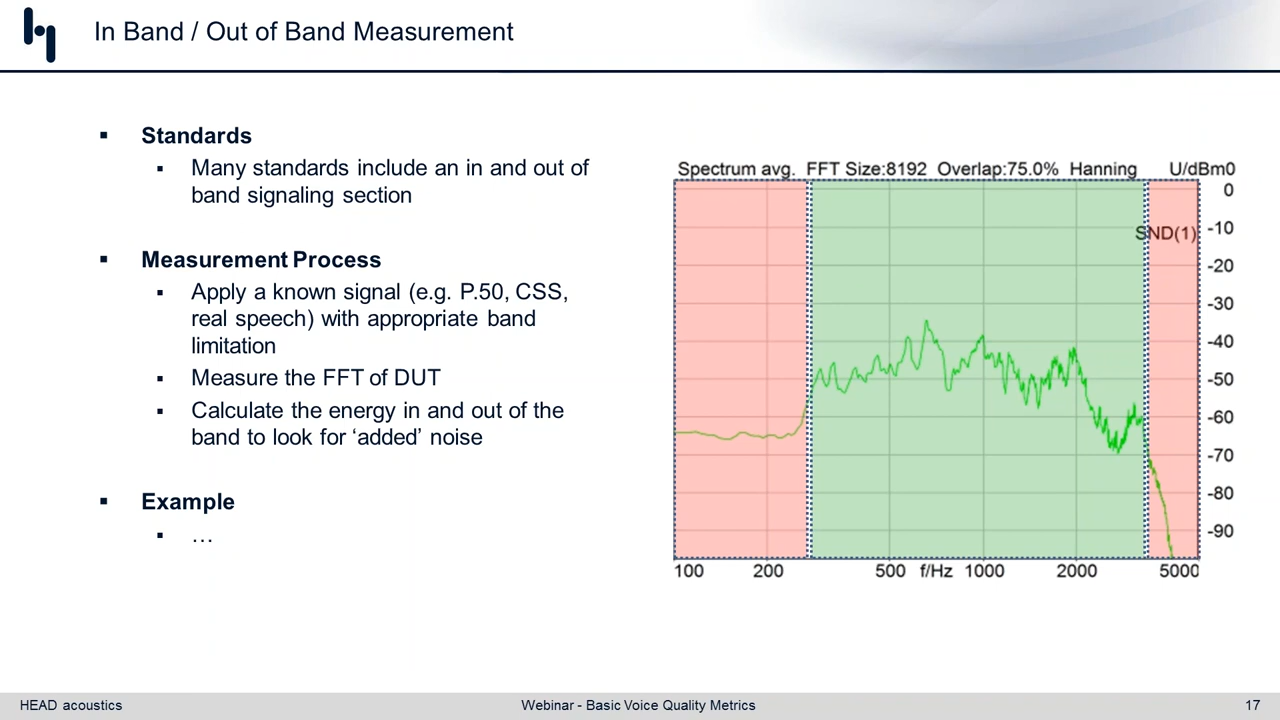 In Band / Out of Band Measurement
Standards
Many standards include an in and out of
band signaling section
Measurement Process
Apply a known signal (e.g. P.50, CSS,
real speech) with appropriate band
limitation
Measure the FFT of DUT
Calculate the energy in and out of the
band to look for ‘added’ noise
Example
…
Spectrum avg. FFT Size:8192 Overlap:75.0% Hanning U/dBm0
0
SND(1)
-10
-20
-30
-40
-50
-60
-70
-80
-90
100 200 500 f/Hz 1000 2000 5000
HEAD acoustics Webinar - Basic Voice Quality Metrics 17